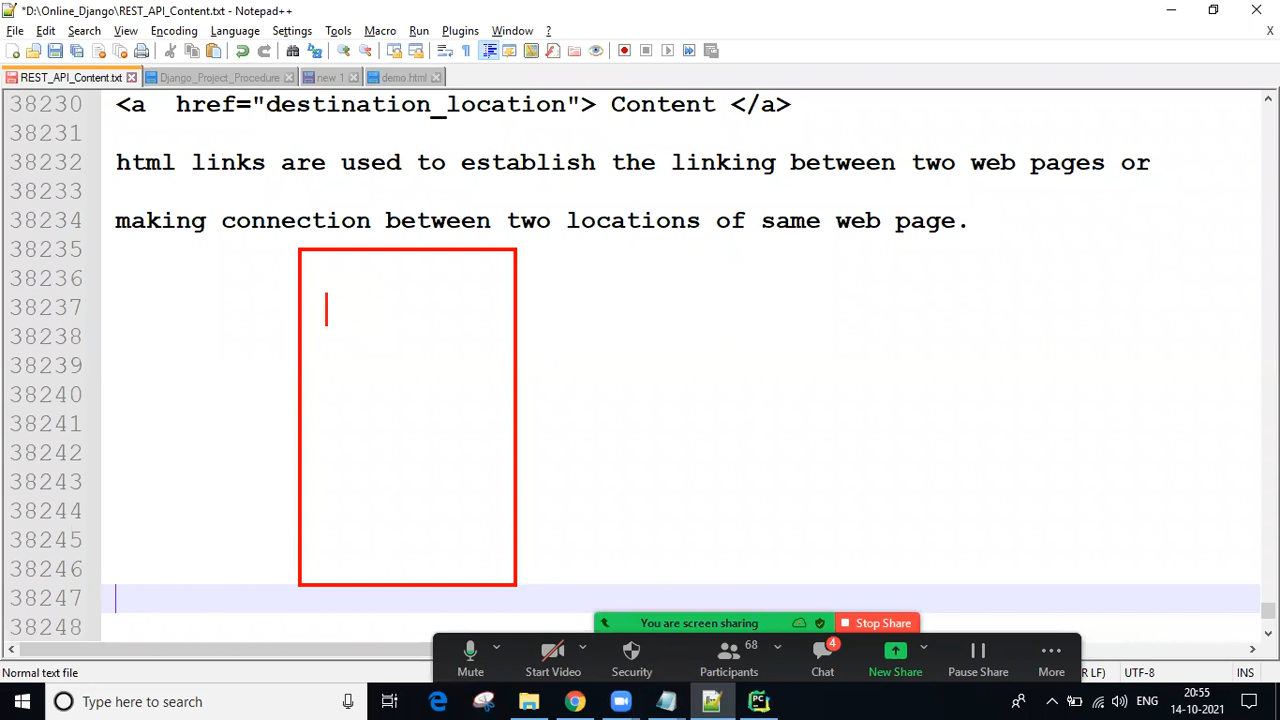 *D:\Online_Django\REST_API_Content.txt - Notepad++
File Edit Search View Encoding Language Settings Tools Macro Run Plugins Window ? X
REST_API_Content.txt Django_Project_Procedure new 1 demo.html
38230 <a  href="destination_location"> Content </a>
38231
38232 html links are used to establish the linking between two web pages or
38233
38234 making connection between two locations of same web page.
38235
38236
38237
38238
38239
38240
38241
38242
38243
38244
38245
38246
38247
38248
You are screen sharing Stop Share
68 4
Mute Start Video Security Participants Chat New Share Pause Share More
Normal text file R LF) UTF-8 INS
Type here to search ENG 20:55
14-10-2021